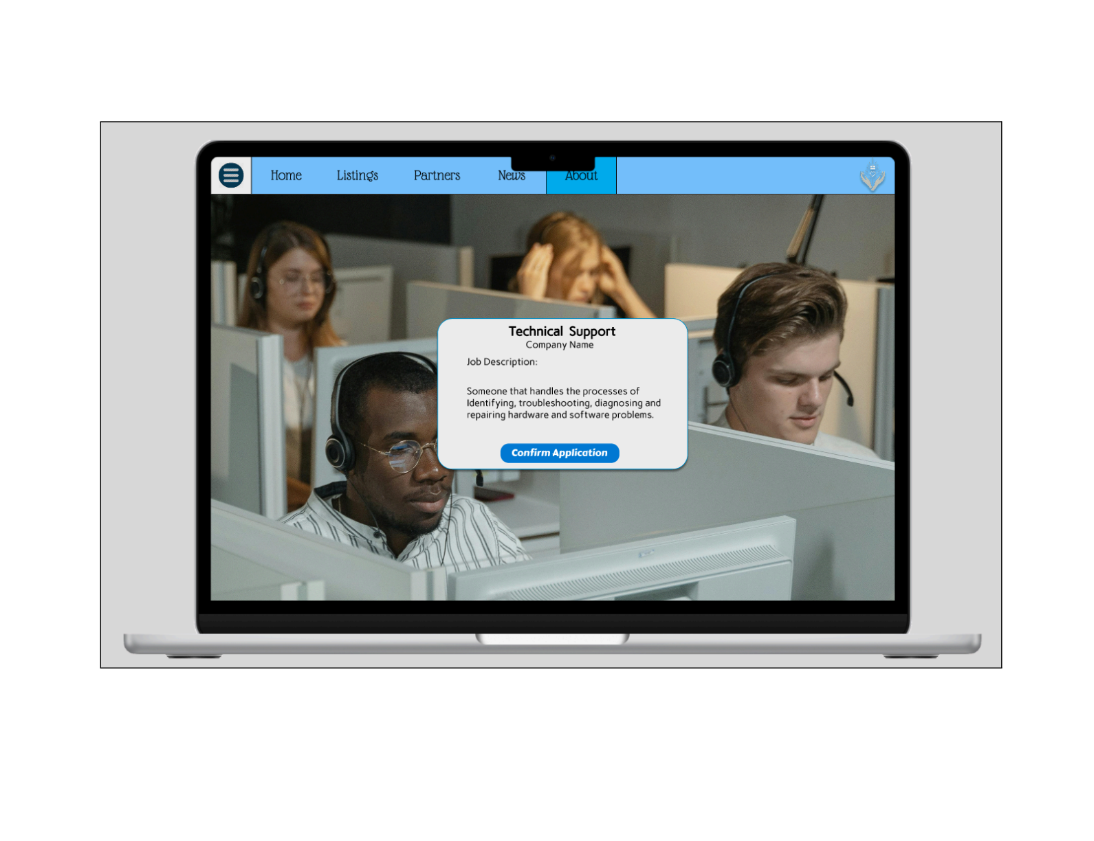 Home Listings Partners News About
Technical Support
Company Name
Job Description:
Someone that handles the processes of
Identifying, troubleshooting, diagnosing and
repairing hardware and software problems.
Confirm Application